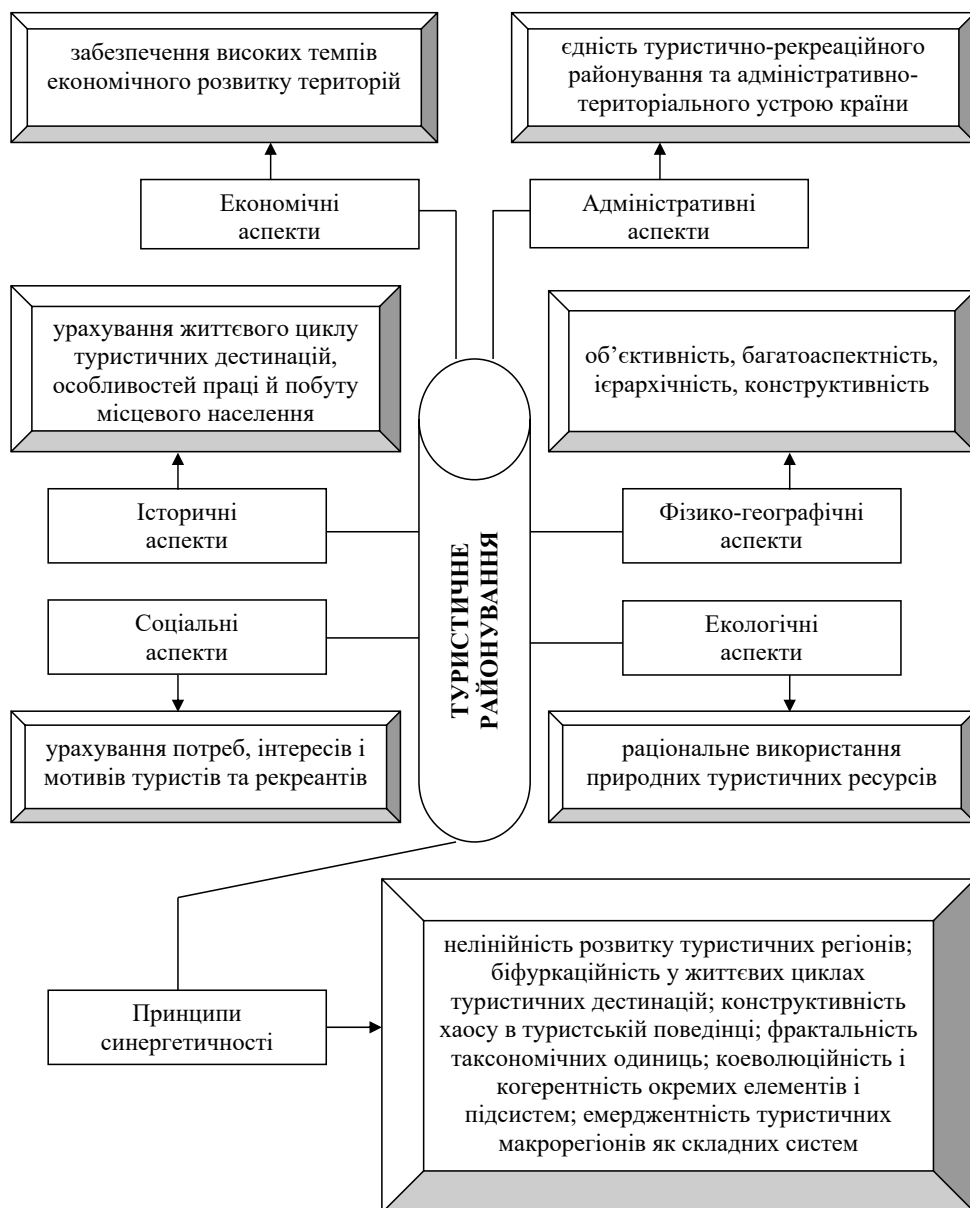 забезпечення високих темпів
економічного розвитку територій
єдність туристично-рекреаційного
районування та адміністративно-
територіального устрою країни
Економічні
аспекти
Адміністративні
аспекти
урахування життєвого циклу
туристичних дестинацій,
особливостей праці й побуту
місцевого населення
об’єктивність, багатоаспектність,
ієрархічність, конструктивність
Історичні
аспекти
Фізико-географічні
аспекти
ТУРИСТИЧНЕ
РАЙОНУВАННЯ
Соціальні
аспекти
Екологічні
аспекти
урахування потреб, інтересів і
мотивів туристів та рекреантів
раціональне використання
природних туристичних ресурсів
Принципи
синергетичності
нелінійність розвитку туристичних регіонів;
біфуркаційність у життєвих циклах
туристичних дестинацій; конструктивність
хаосу в туристській поведінці; фрактальність
таксономічних одиниць; коеволюційність і
когерентність окремих елементів і
підсистем; емерджентність туристичних
макрорегіонів як складних систем